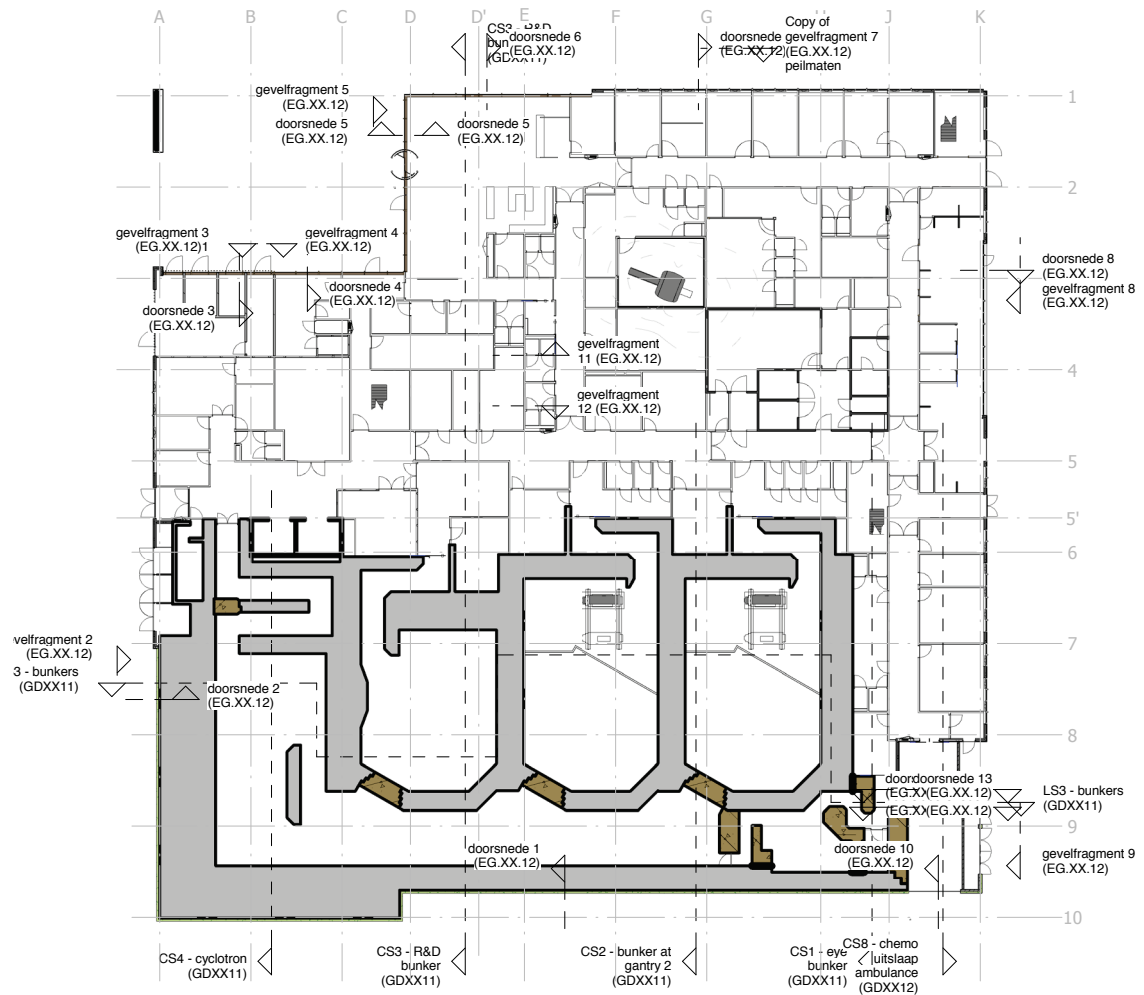 A B C D D' E F G H J K
CS3 - R&D
bun
(GDXX11)
doorsnede 6
(EG.XX.12)
doorsnede
(EG.XX.12)
Copy of
gevelfragment 7
(EG.XX.12)
peilmaten
gevelfragment 5
(EG.XX.12)
1
doorsnede 5
(EG.XX.12)
doorsnede 5
(EG.XX.12)
2
gevelfragment 3
(EG.XX.12)1
gevelfragment 4
(EG.XX.12)
doorsnede 8
(EG.XX.12)
gevelfragment 8
(EG.XX.12)
doorsnede 4
(EG.XX.12)
doorsnede 3
(EG.XX.12)
gevelfragment
11 (EG.XX.12)
4
gevelfragment
12 (EG.XX.12)
5
5'
6
velfragment 2
(EG.XX.12)
7
3 - bunkers
(GDXX11)
doorsnede 2
(EG.XX.12)
8
doorsnede 13
(EG.XX.12)
(EG.XX.12)
LS3 - bunkers
(GDXX11)
9
doorsnede 1
(EG.XX.12)
doorsnede 10
(EG.XX.12)
gevelfragment 9
(EG.XX.12)
10
CS4 - cyclotron
(GDXX11)
CS3 - R&D
bunker
(GDXX11)
CS2 - bunker at
gantry 2
(GDXX11)
CS1 - eye
bunker
(GDXX11)
CS8 - chemo
uitslaap
ambulance
(GDXX12)